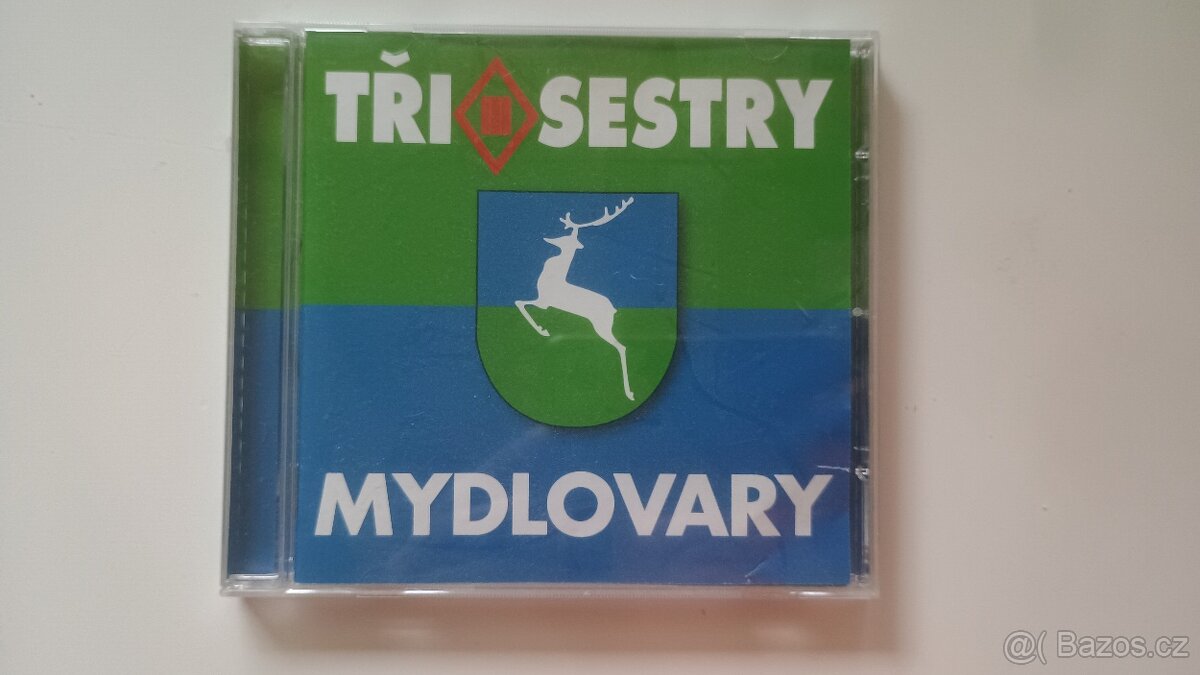 TŘI SESTRY
MYDLOVARY
@( Bazos.cz